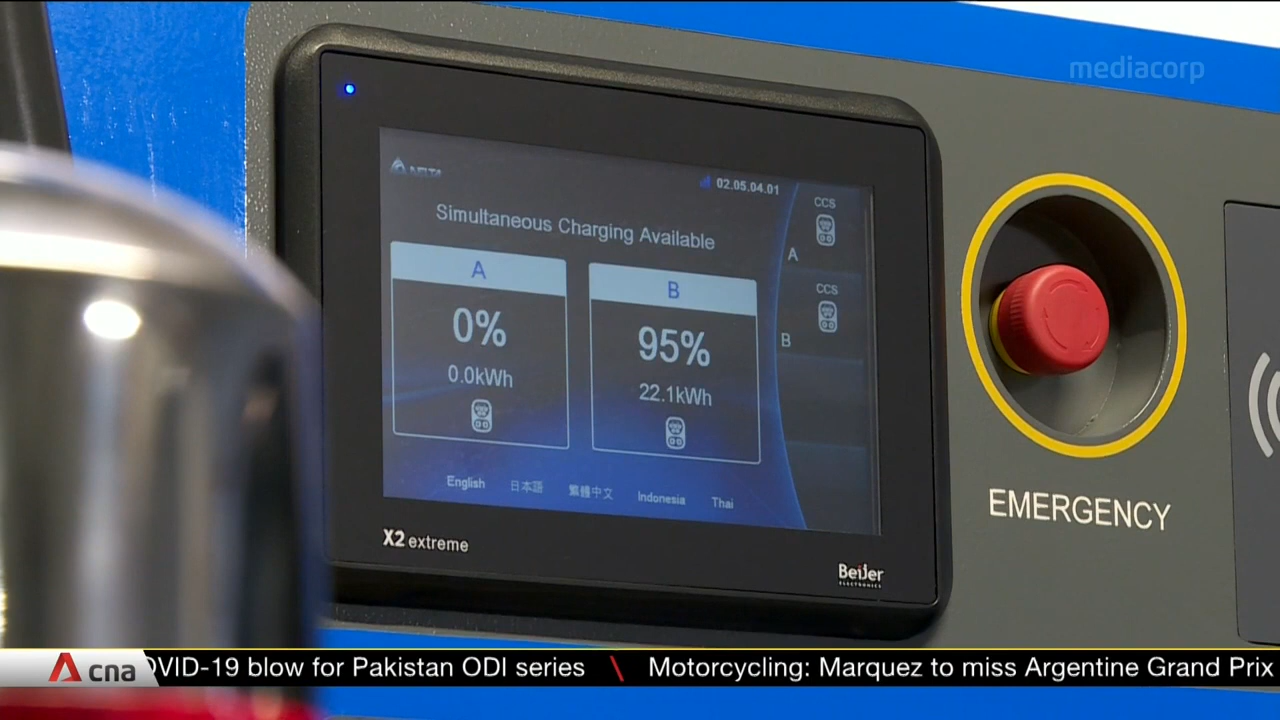 mediacorp
DELTA
02.05.04.01
Simultaneous Charging Available
CCS
A
CCS
B
A
0%
0.0kWh
B
95%
22.1kWh
English 日本語 繁體中文 Indonesia Thai
X2 extreme
Beijer
ELECTRONICS
EMERGENCY
cna
OVID-19 blow for Pakistan ODI series \ Motorcycling: Marquez to miss Argentine Grand Prix